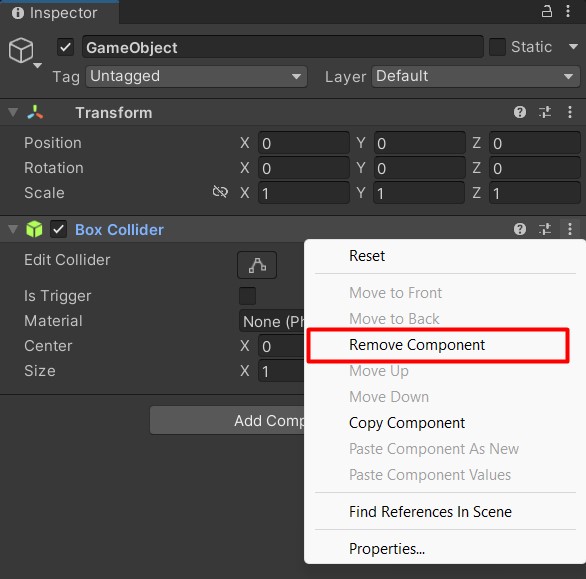 Inspector
GameObject Static
Tag Untagged Layer Default
Transform
Position X 0 Y 0 Z 0
Rotation X 0 Y 0 Z 0
Scale X 1 Y 1 Z 1
Box Collider
Edit Collider
Is Trigger
Material None (Ph
Center X 0
Size X 1
Add Comp
Reset
Move to Front
Move to Back
Remove Component
Move Up
Move Down
Copy Component
Paste Component As New
Paste Component Values
Find References In Scene
Properties...